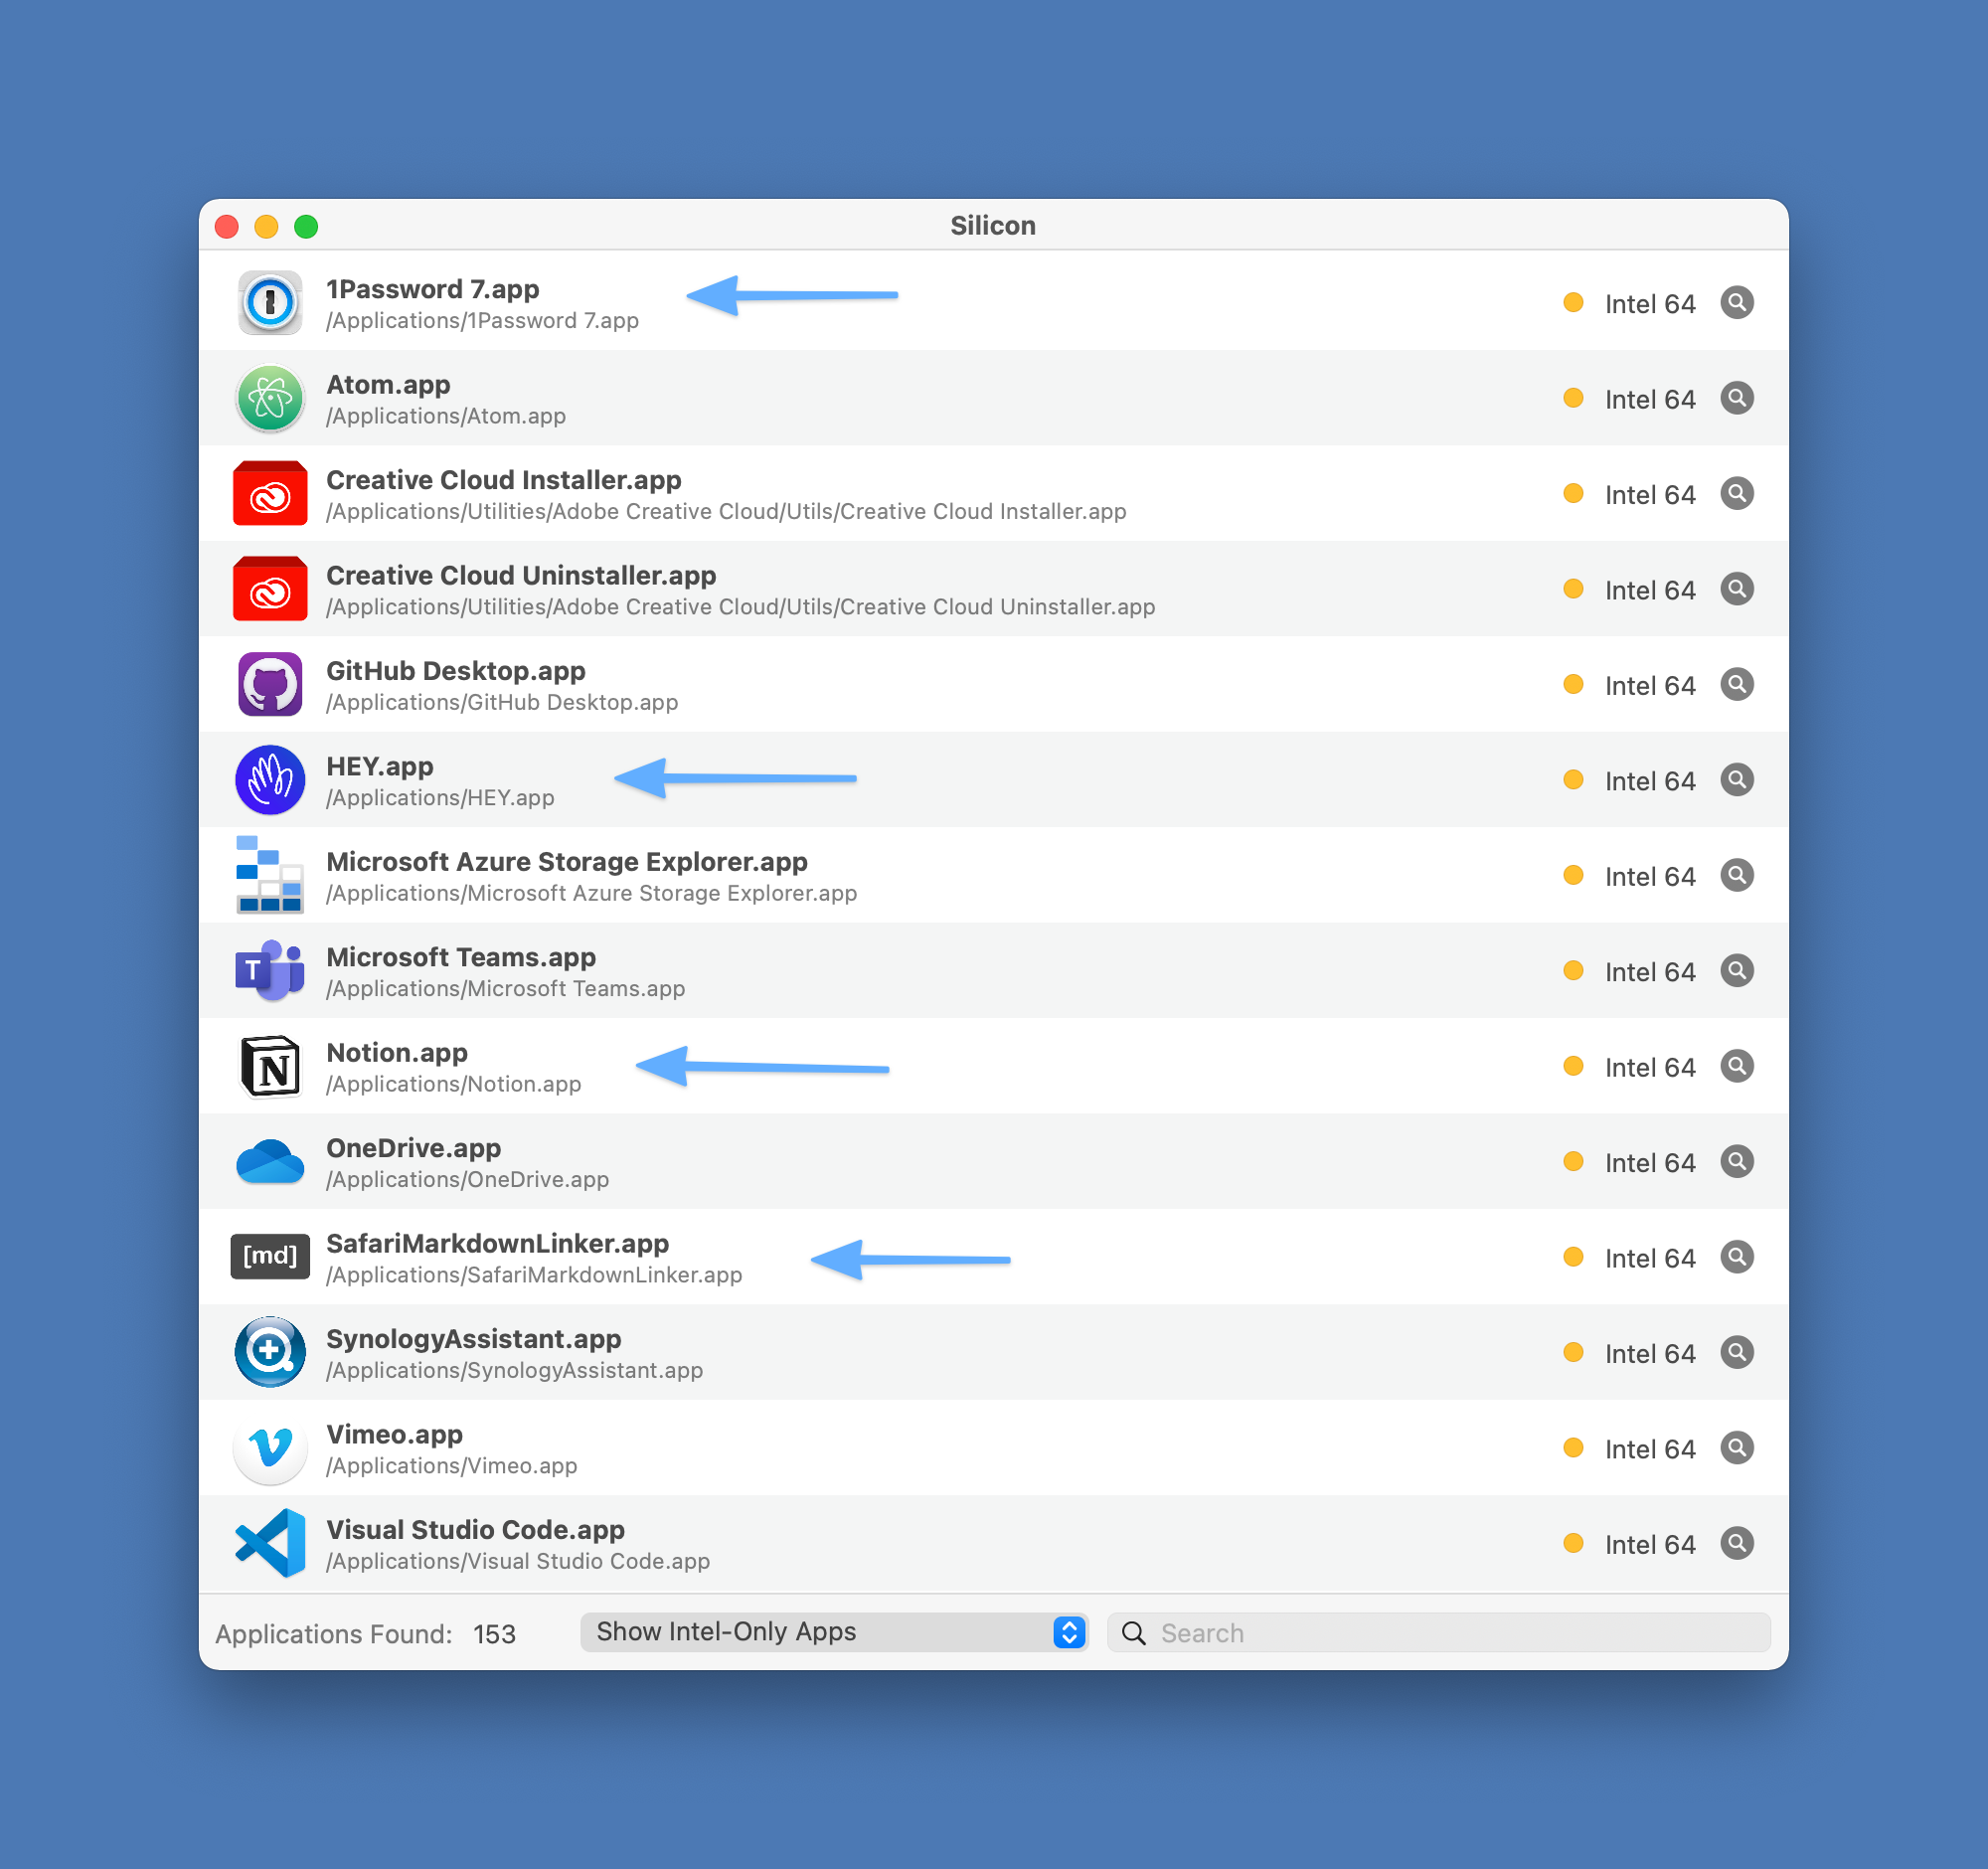 Silicon
1Password 7.app
/Applications/1Password 7.app
Intel 64
Atom.app
/Applications/Atom.app
Intel 64
Creative Cloud Installer.app
/Applications/Utilities/Adobe Creative Cloud/Utils/Creative Cloud Installer.app
Intel 64
Creative Cloud Uninstaller.app
/Applications/Utilities/Adobe Creative Cloud/Utils/Creative Cloud Uninstaller.app
Intel 64
GitHub Desktop.app
/Applications/GitHub Desktop.app
Intel 64
HEY.app
/Applications/HEY.app
Intel 64
Microsoft Azure Storage Explorer.app
/Applications/Microsoft Azure Storage Explorer.app
Intel 64
T
Microsoft Teams.app
/Applications/Microsoft Teams.app
Intel 64
N
Notion.app
/Applications/Notion.app
Intel 64
OneDrive.app
/Applications/OneDrive.app
Intel 64
[md]
SafariMarkdownLinker.app
/Applications/SafariMarkdownLinker.app
Intel 64
SynologyAssistant.app
/Applications/SynologyAssistant.app
Intel 64
Vimeo.app
/Applications/Vimeo.app
Intel 64
Visual Studio Code.app
/Applications/Visual Studio Code.app
Intel 64
Applications Found: 153
Show Intel-Only Apps
Search